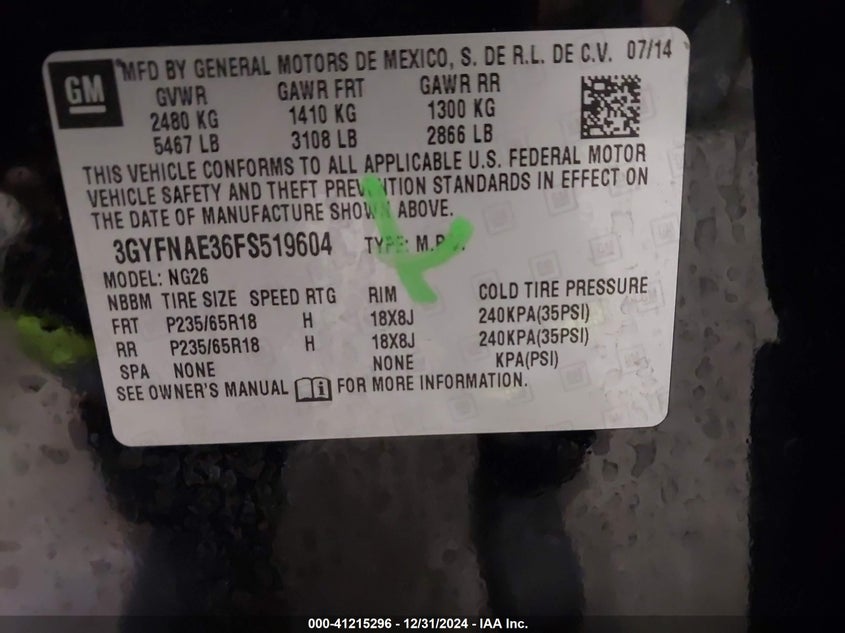 GM
MFD BY GENERAL MOTORS DE MEXICO, S. DE R.L. DE C.V. 07/14
GVWR GAWR FRT GAWR RR
2480 KG 1410 KG 1300 KG
5467 LB 3108 LB 2866 LB
THIS VEHICLE CONFORMS TO ALL APPLICABLE U.S. FEDERAL MOTOR
VEHICLE SAFETY AND THEFT PREVENTION STANDARDS IN EFFECT ON
THE DATE OF MANUFACTURE SHOWN ABOVE.
3GYFNAE36FS519604 TYPE: M.P.V.
MODEL: NG26
NBBM TIRE SIZE SPEED RTG RIM COLD TIRE PRESSURE
FRT P235/65R18 H 18X8J 240KPA(35PSI)
RR P235/65R18 H 18X8J 240KPA(35PSI)
SPA NONE NONE KPA(PSI)
SEE OWNER'S MANUAL FOR MORE INFORMATION.
000-41215296 - 12/31/2024 - IAA Inc.